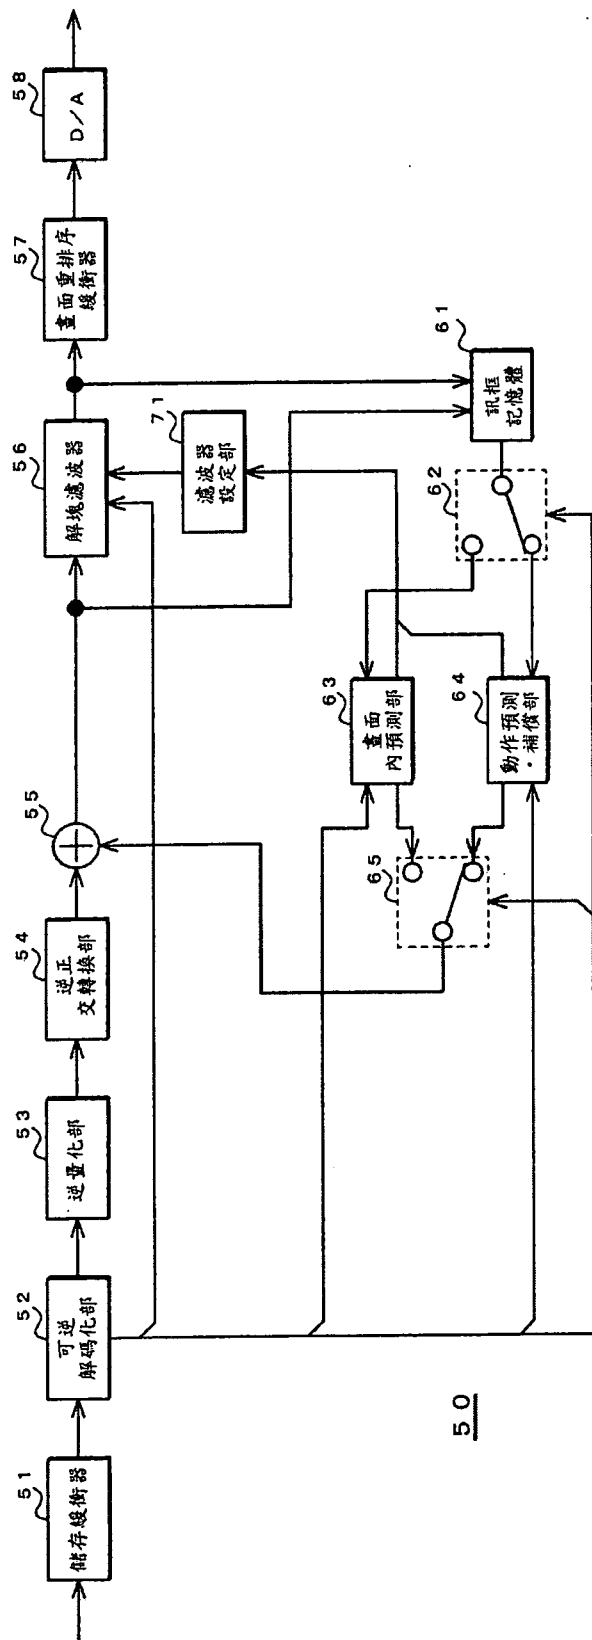 51
儲存緩衝器
52
可逆
解碼化部
53
逆量化部
54
逆正
交轉換部
55
56
解塊濾波器
57
畫面重排序
緩衝器
58
D/A
71
濾波器
設定部
61
訊框
記憶體
62
63
畫面
內預測部
64
動作預測
・補償部
65
50